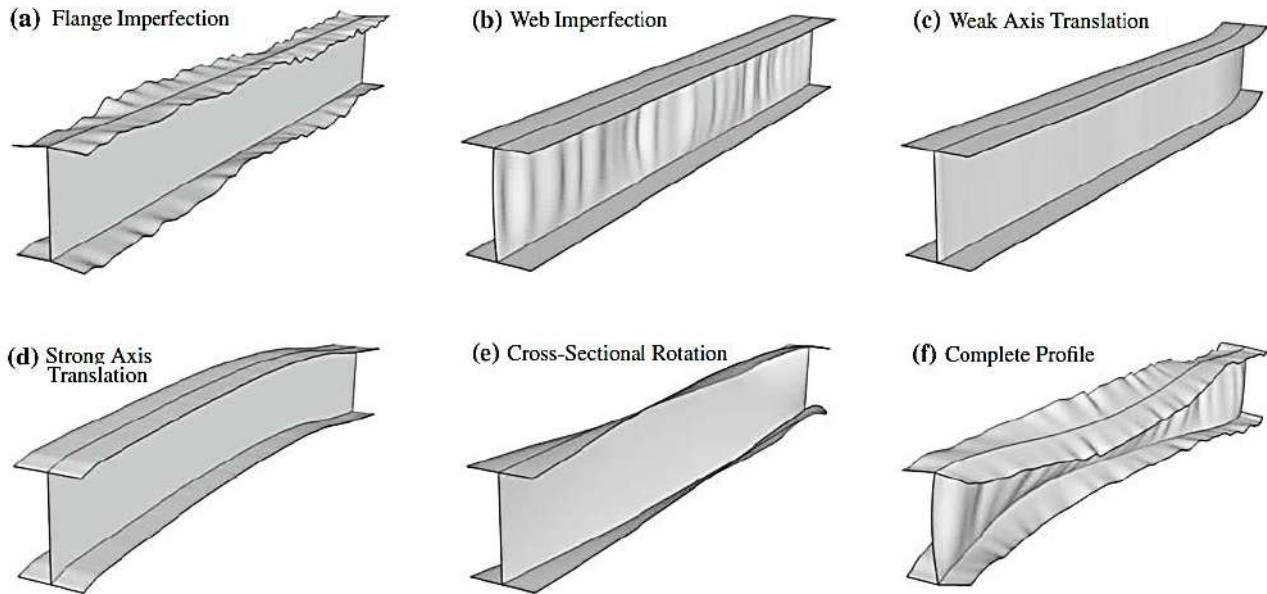 (a) Flange Imperfection
(b) Web Imperfection
(c) Weak Axis Translation
(d) Strong Axis
Translation
(e) Cross-Sectional Rotation
(f) Complete Profile